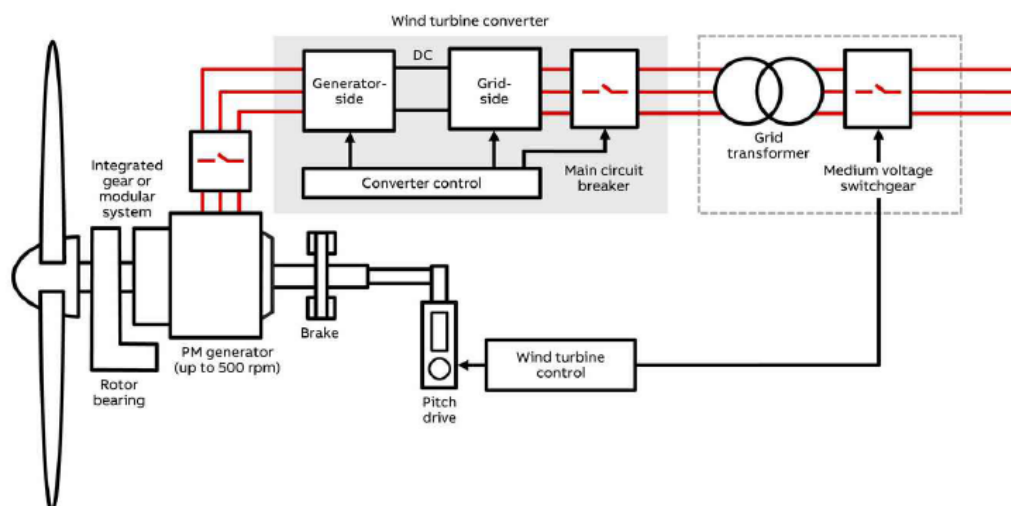 Wind turbine converter
DC
Generator-
side
Grid-
side
Converter control
Main circuit
breaker
Grid
transformer
Medium voltage
switchgear
Integrated
gear or
modular
system
PM generator
(up to 500 rpm)
Rotor
bearing
Brake
Pitch
drive
Wind turbine
control